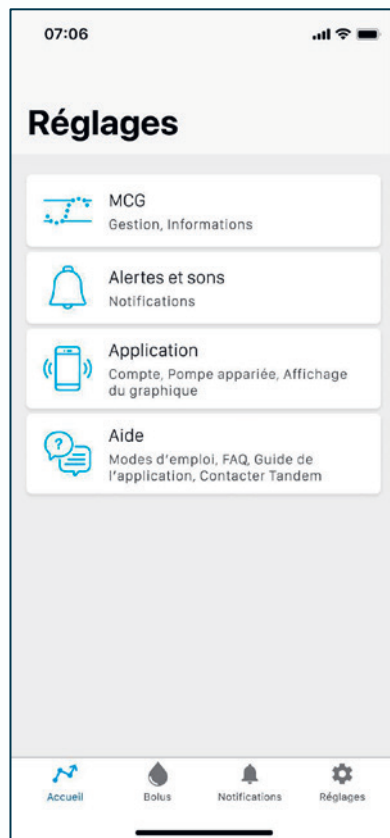 07:06
Réglages
MCG
Gestion, Informations
Alertes et sons
Notifications
Application
Compte, Pompe appariée, Affichage
du graphique
?
Aide
Modes d'emploi, FAQ, Guide de
l'application, Contacter Tandem
Accueil Bolus Notifications Réglages